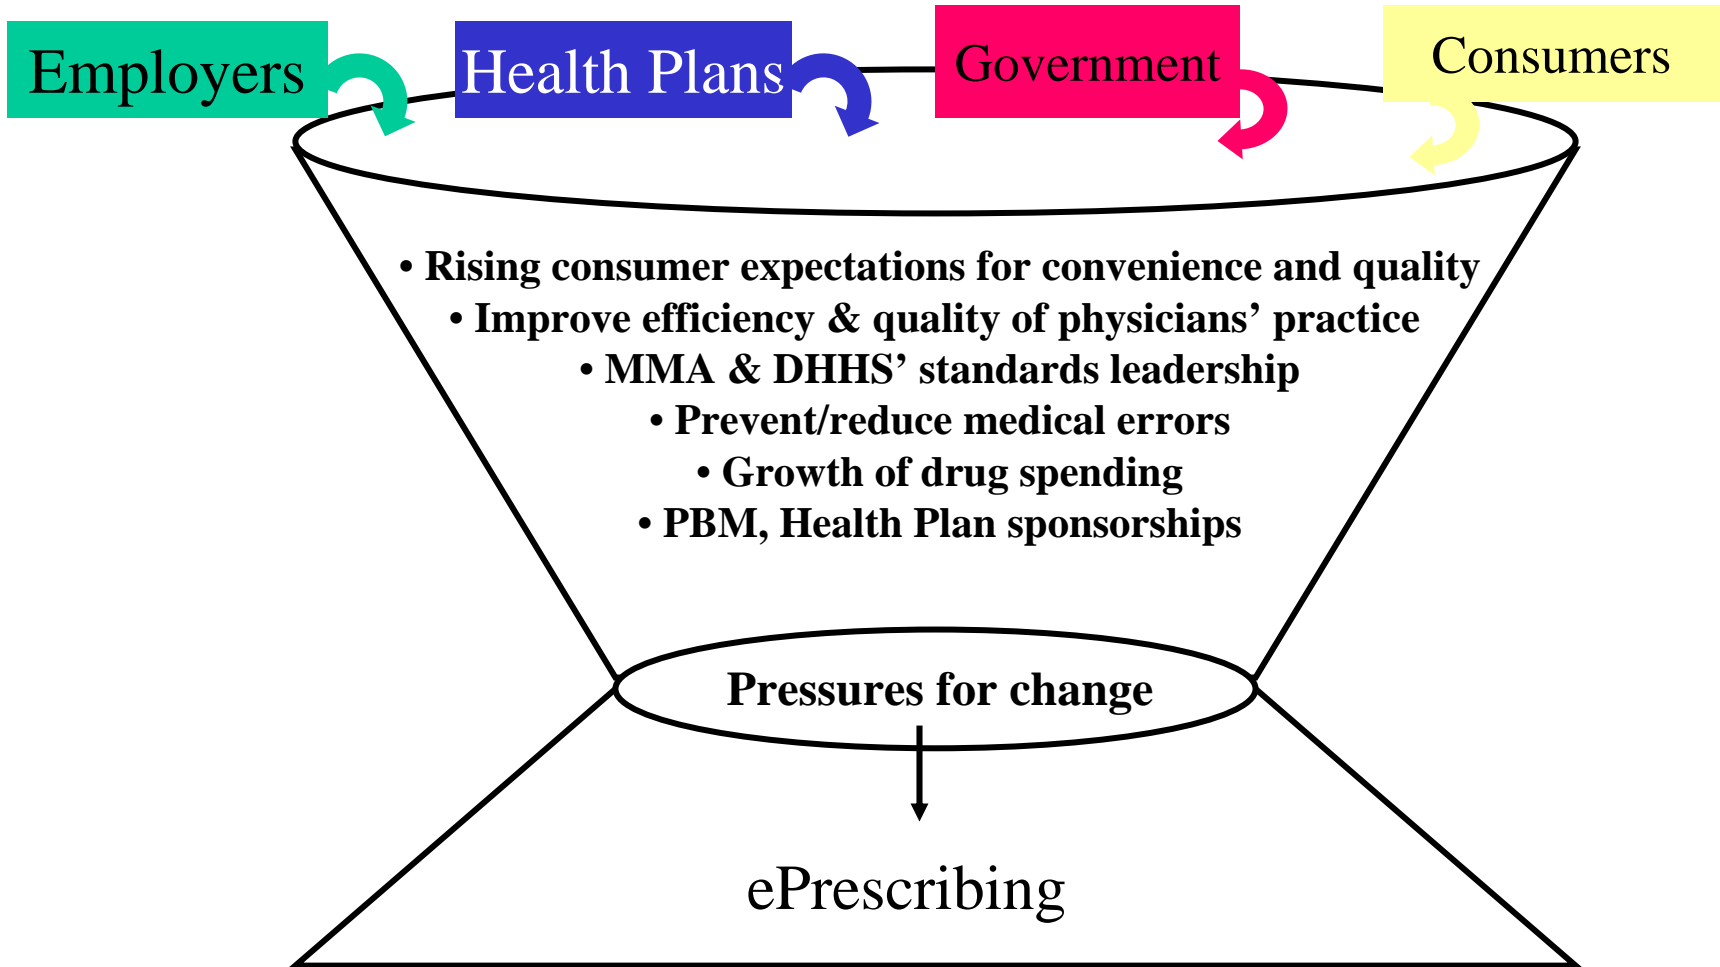 Employers
Health Plans
Government
Consumers
• Rising consumer expectations for convenience and quality
• Improve efficiency & quality of physicians’ practice
• MMA & DHHS’ standards leadership
• Prevent/reduce medical errors
• Growth of drug spending
• PBM, Health Plan sponsorships
Pressures for change
ePrescribing